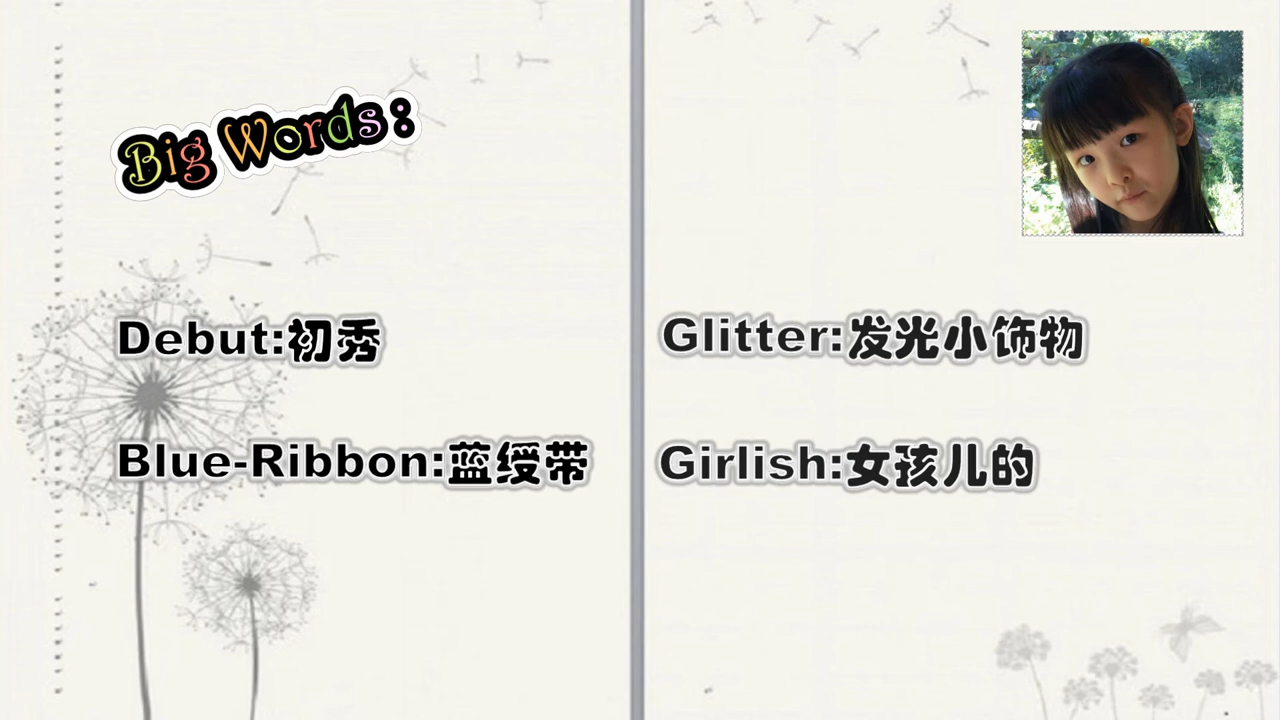 Big Words:
Debut:初秀
Blue-Ribbon:蓝绶带
Glitter:发光小饰物
Girlish:女孩儿的